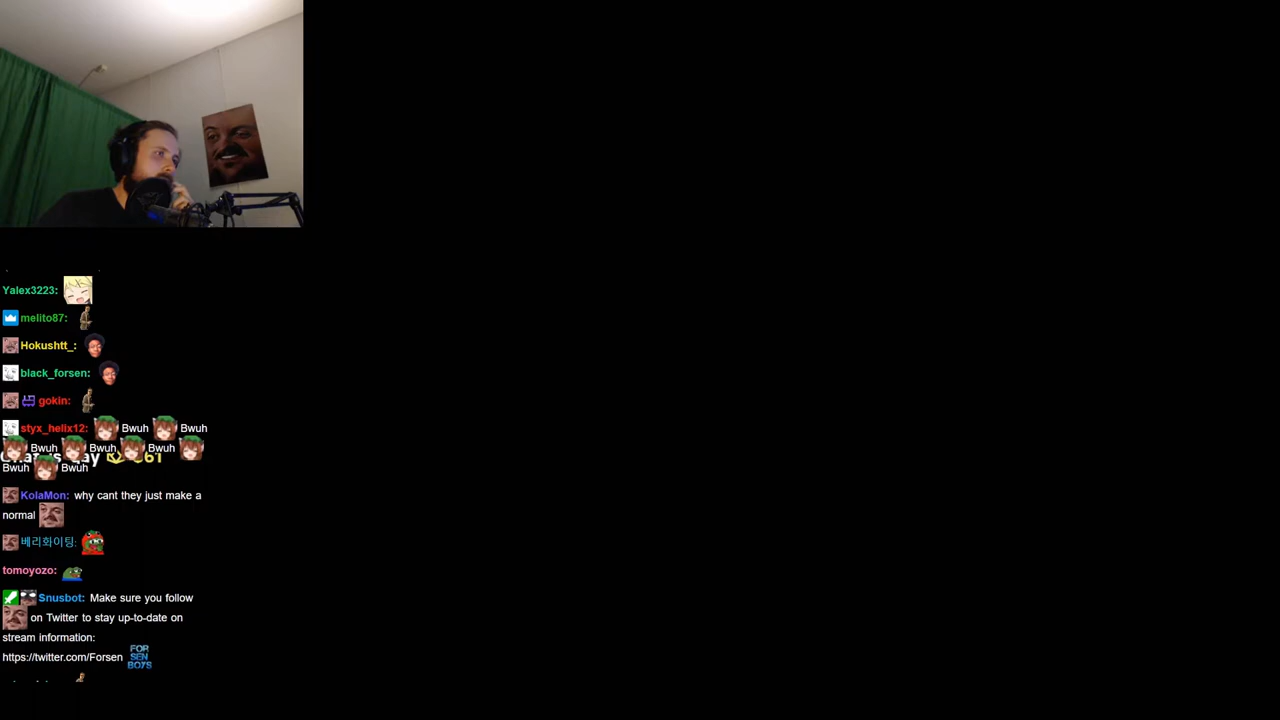 Yalex3223:
melito87:
Hokushtt_:
black_forsen:
gokin:
styx_helix12: Bwuh Bwuh
Bwuh Bwuh Bwuh
Bwuh Bwuh
KolaMon: why cant they just make a
normal
베리화이팅:
tomoyozo:
Snusbot: Make sure you follow
on Twitter to stay up-to-date on
stream information:
https://twitter.com/Forsen FOR
SEN
BOYS